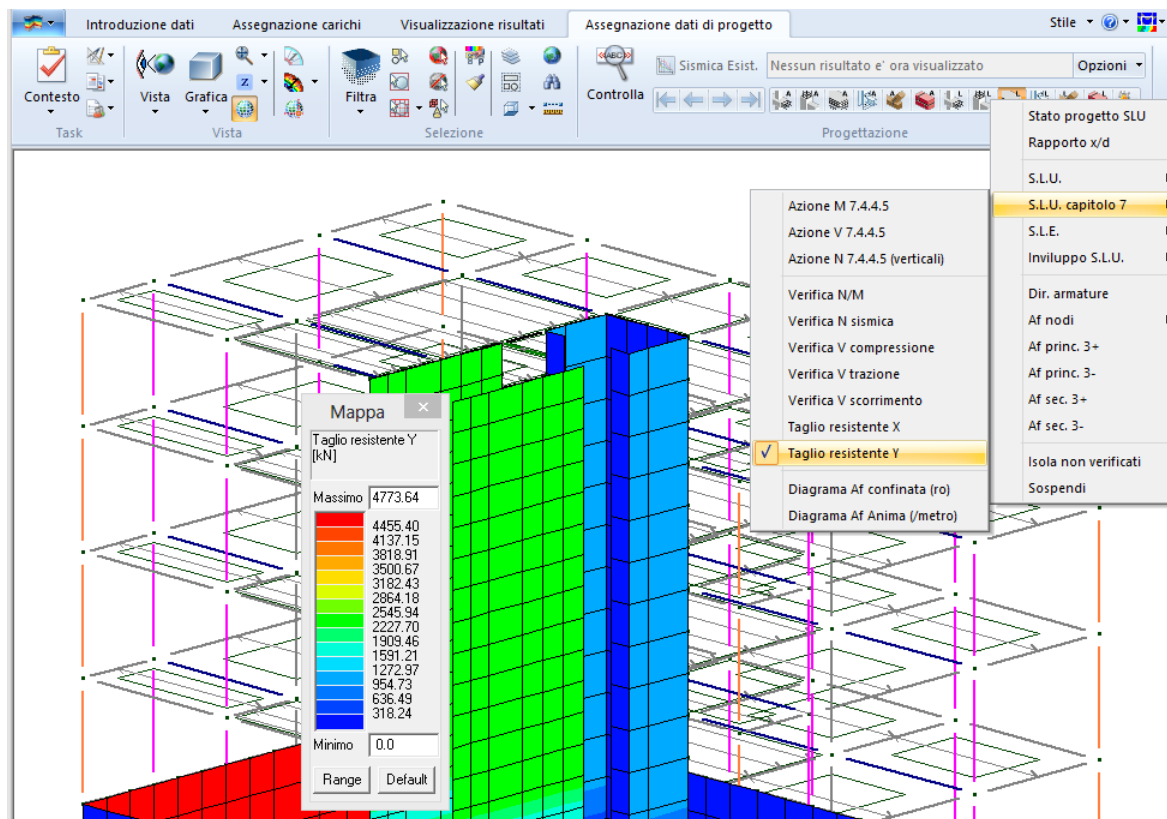 Introduzione dati
Assegnazione carichi
Visualizzazione risultati
Assegnazione dati di progetto
Stile
Contesto
Task
Vista
Grafica
Vista
Filtra
Selezione
ABC
Controlla
Sismica Esist.
Nessun risultato e' ora visualizzato
Opzioni
Progettazione
Stato progetto SLU
Rapporto x/d
S.L.U.
S.L.U. capitolo 7
S.L.E.
Inviluppo S.L.U.
Dir. armature
Af nodi
Af princ. 3+
Af princ. 3-
Af sec. 3+
Af sec. 3-
Isola non verificati
Sospendi
Azione M 7.4.4.5
Azione V 7.4.4.5
Azione N 7.4.4.5 (verticali)
Verifica N/M
Verifica N sismica
Verifica V compressione
Verifica V trazione
Verifica V scorrimento
Taglio resistente X
Taglio resistente Y
Diagrama Af confinata (ro)
Diagrama Af Anima (/metro)
Mappa
Taglio resistente Y
[kN]
Massimo 4773.64
4455.40
4137.15
3818.91
3500.67
3182.43
2864.18
2545.94
2227.70
1909.46
1591.21
1272.97
954.73
636.49
318.24
Minimo 0.0
Range Default